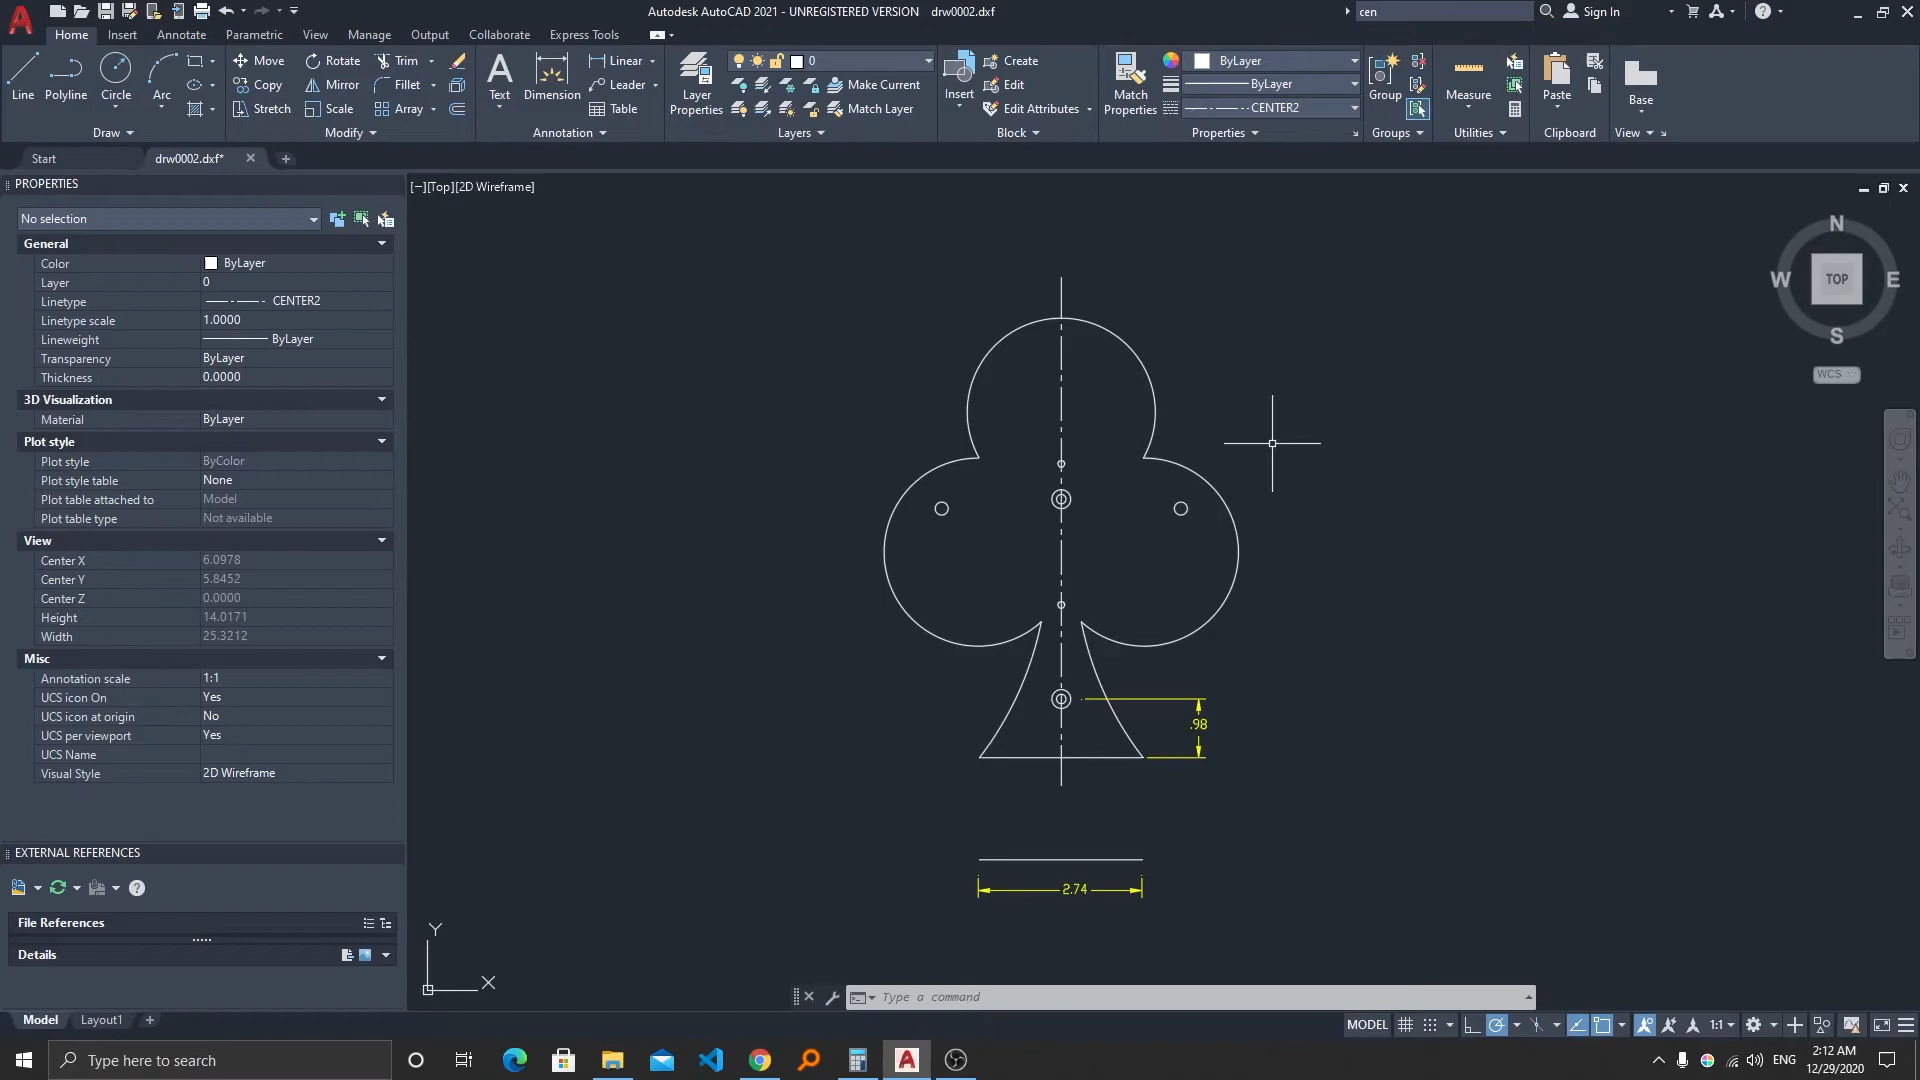 Autodesk AutoCAD 2021 - UNREGISTERED VERSION drw0002.dxf
cen
Sign In
Home Insert Annotate Parametric View Manage Output Collaborate Express Tools
Line Polyline Circle Arc
Move Rotate Trim
Copy Mirror Fillet
Stretch Scale Array
Text Dimension
Linear
Leader
Table
Layer Properties
0
Make Current
Match Layer
Insert
Create
Edit
Edit Attributes
Match Properties
ByLayer
ByLayer
CENTER2
Group
Measure
Paste
Base
Draw Modify Annotation Layers Block Properties Groups Utilities Clipboard View
Start drw0002.dxf*
PROPERTIES
[−][Top][2D Wireframe]
No selection
General
Color ByLayer
Layer 0
Linetype CENTER2
Linetype scale 1.0000
Lineweight ByLayer
Transparency ByLayer
Thickness 0.0000
3D Visualization
Material ByLayer
Plot style
Plot style ByColor
Plot style table None
Plot table attached to Model
Plot table type Not available
View
Center X 6.0978
Center Y 5.8452
Center Z 0.0000
Height 14.0171
Width 25.3212
Misc
Annotation scale 1:1
UCS icon On Yes
UCS icon at origin No
UCS per viewport Yes
UCS Name
Visual Style 2D Wireframe
EXTERNAL REFERENCES
File References
Details
N
W TOP E
S
WCS
.98
2.74
Y
X
Type a command
Model Layout1
MODEL
1:1
Type here to search
ENG
2:12 AM
12/29/2020